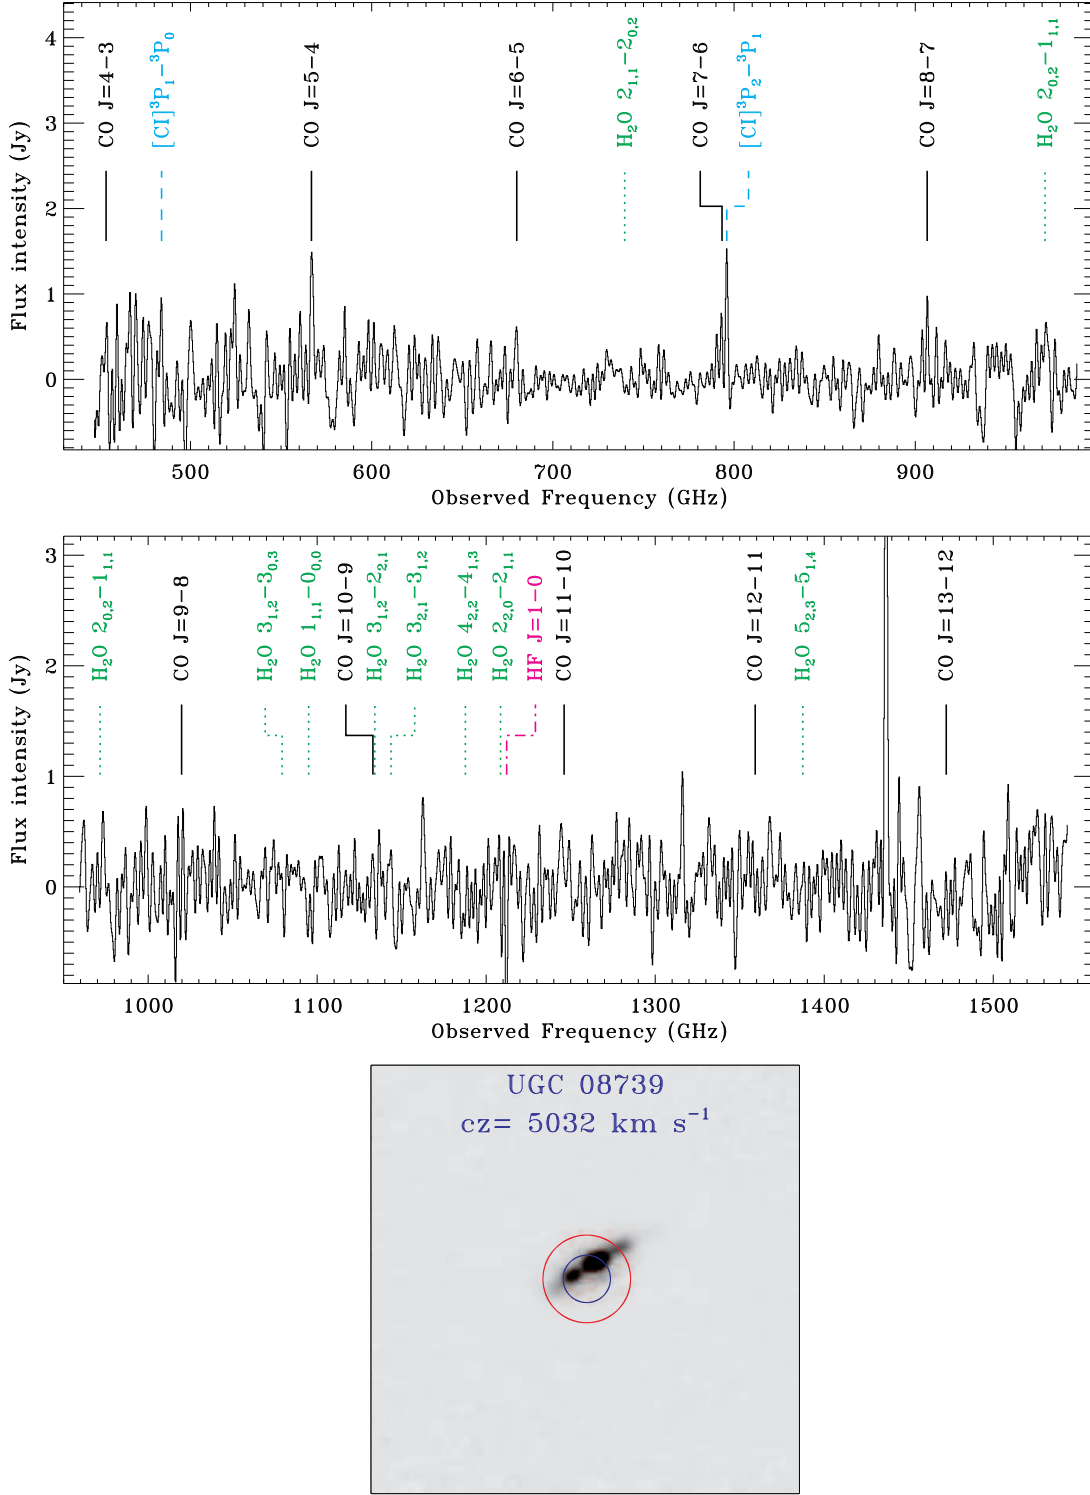 CO J=4−3
[CI]³P₁−³P₀
CO J=5−4
CO J=6−5
H₂O 2₁,₁−2₀,₂
CO J=7−6
[CI]³P₂−³P₁
CO J=8−7
H₂O 2₀,₂−1₁,₁
Flux intensity (Jy)
4
3
2
1
0
500 600 700 800 900
Observed Frequency (GHz)
H₂O 2₀,₂−1₁,₁
CO J=9−8
H₂O 3₁,₂−3₀,₃
H₂O 1₁,₁−0₀,₀
CO J=10−9
H₂O 3₁,₂−2₂,₁
H₂O 3₂,₁−3₁,₂
H₂O 4₂,₂−4₁,₃
H₂O 2₂,₀−2₁,₁
HF J=1−0
CO J=11−10
CO J=12−11
H₂O 5₂,₃−5₁,₄
CO J=13−12
Flux intensity (Jy)
3
2
1
0
1000 1100 1200 1300 1400 1500
Observed Frequency (GHz)
UGC 08739
cz= 5032 km s⁻¹